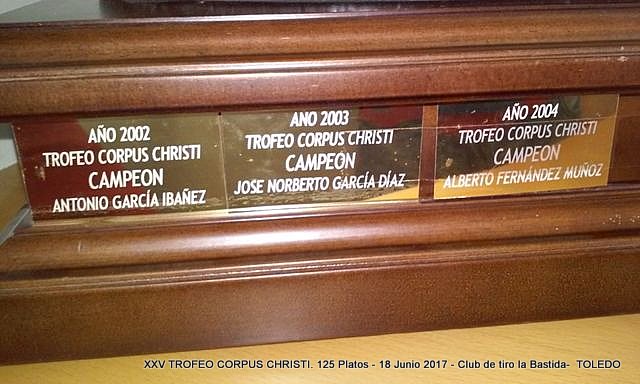 AÑO 2002
TROFEO CORPUS CHRISTI
CAMPEON
ANTONIO GARCÍA IBAÑEZ
ANO 2003
TROFEO CORPUS CHRISTI
CAMPEÓN
JOSE NORBERTO GARCÍA DÍAZ
AÑO 2004
TROFEO CORPUS CHRISTI
CAMPEON
ALBERTO FERNÁNDEZ MUÑOZ
XXV TROFEO CORPUS CHRISTI. 125 Platos - 18 Junio 2017 - Club de tiro la Bastida- TOLEDO